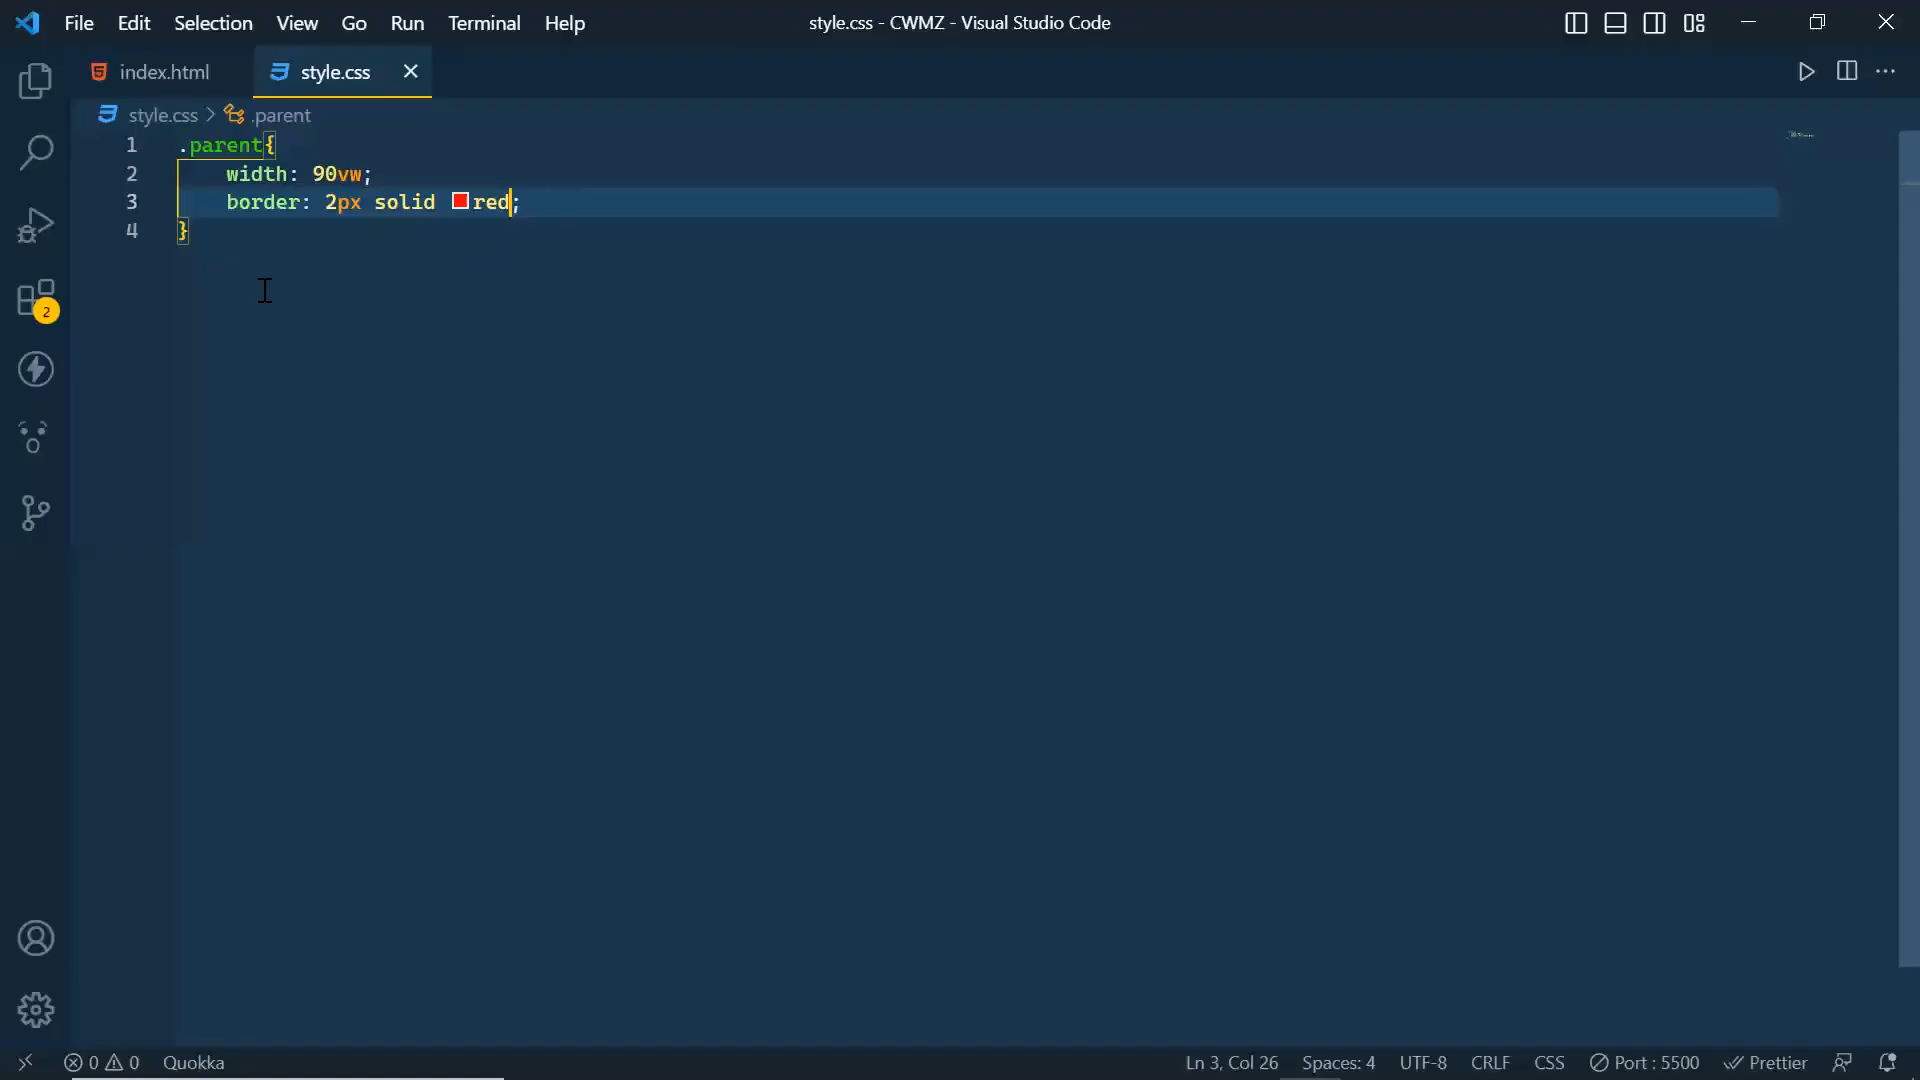 File Edit Selection View Go Run Terminal Help style.css - CWMZ - Visual Studio Code
index.html style.css
style.css > .parent
1 .parent{
2 width: 90vw;
3 border: 2px solid red;
4 }
2
0 0 Quokka Ln 3, Col 26 Spaces: 4 UTF-8 CRLF CSS Port : 5500 Prettier